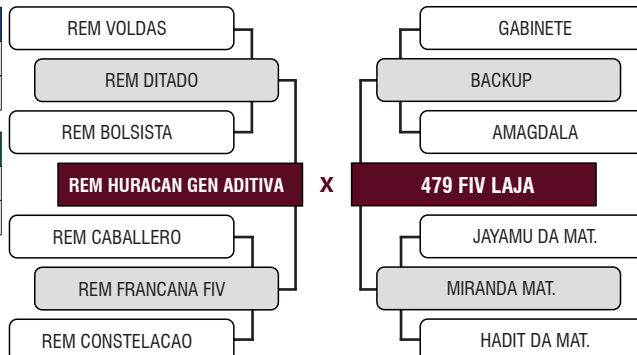 REM VOLDAS
REM DITADO
REM BOLSISTA
REM HURACAN GEN ADITIVA
REM CABALLERO
REM FRANCANA FIV
REM CONSTELACAO
X
GABINETE
BACKUP
AMAGDALA
479 FIV LAJA
JAYAMU DA MAT.
MIRANDA MAT.
HADIT DA MAT.